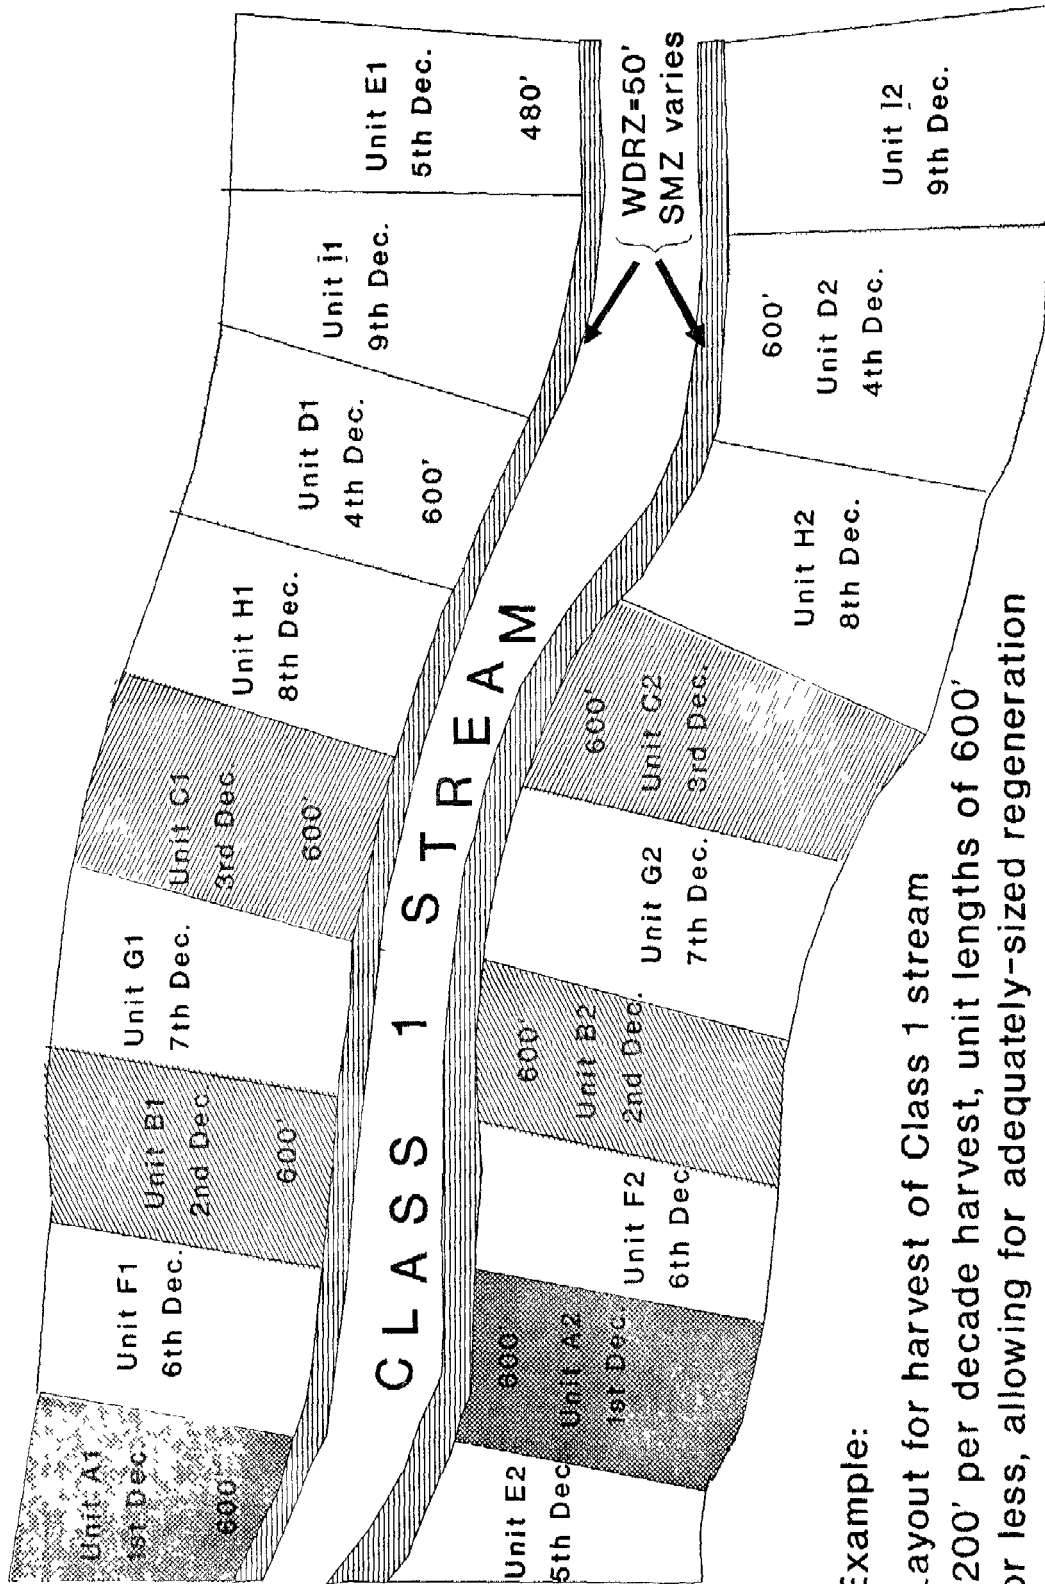 Unit A1
1st Dec.
600'
Unit F1
6th Dec.
Unit B1
2nd Dec.
600'
Unit G1
7th Dec.
Unit C1
3rd Dec.
600'
Unit H1
8th Dec.
Unit D1
4th Dec.
600'
Unit I1
9th Dec.
Unit E1
5th Dec.
480'
CLASS 1 STREAM
WDRZ=50'
SMZ varies
Unit E2
5th Dec
600'
Unit A2
1st Dec.
Unit F2
6th Dec
600'
Unit B2
2nd Dec.
Unit G2
7th Dec.
600'
Unit C2
3rd Dec.
Unit H2
8th Dec.
600'
Unit D2
4th Dec.
Unit I2
9th Dec.
Example:
ayout for harvest of Class 1 stream
200' per decade harvest, unit lengths of 600'
or less, allowing for adequately-sized regeneration